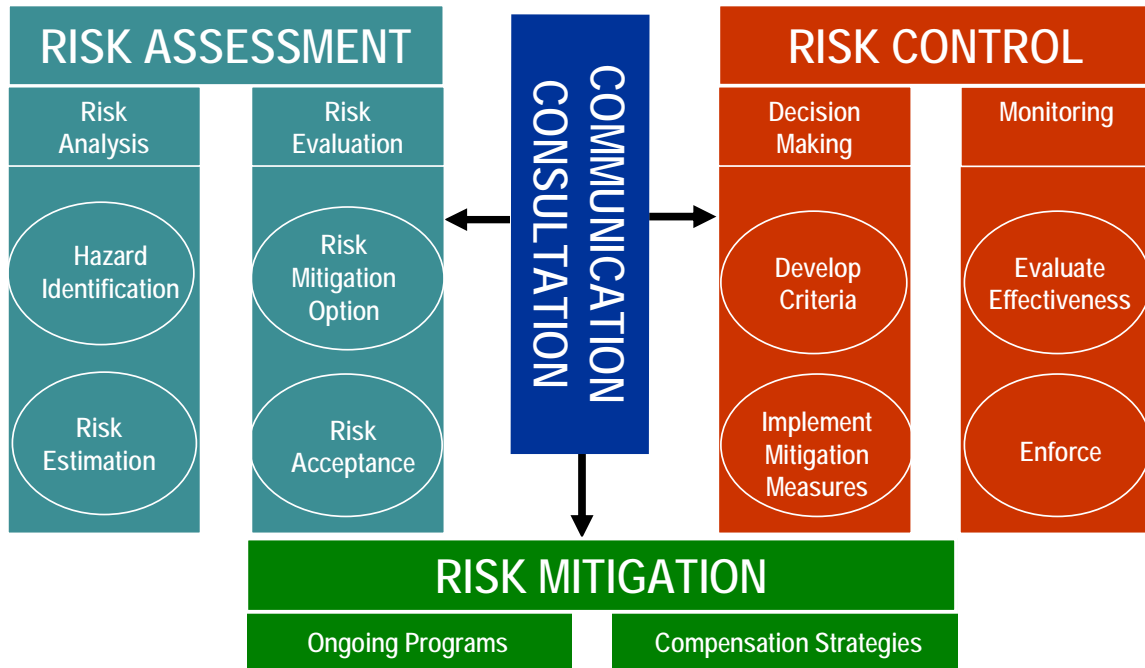 RISK ASSESSMENT
Risk
Analysis
Hazard
Identification
Risk
Estimation
Risk
Evaluation
Risk
Mitigation
Option
Risk
Acceptance
COMMUNICATION
CONSULTATION
RISK CONTROL
Decision
Making
Develop
Criteria
Implement
Mitigation
Measures
Monitoring
Evaluate
Effectiveness
Enforce
RISK MITIGATION
Ongoing Programs
Compensation Strategies